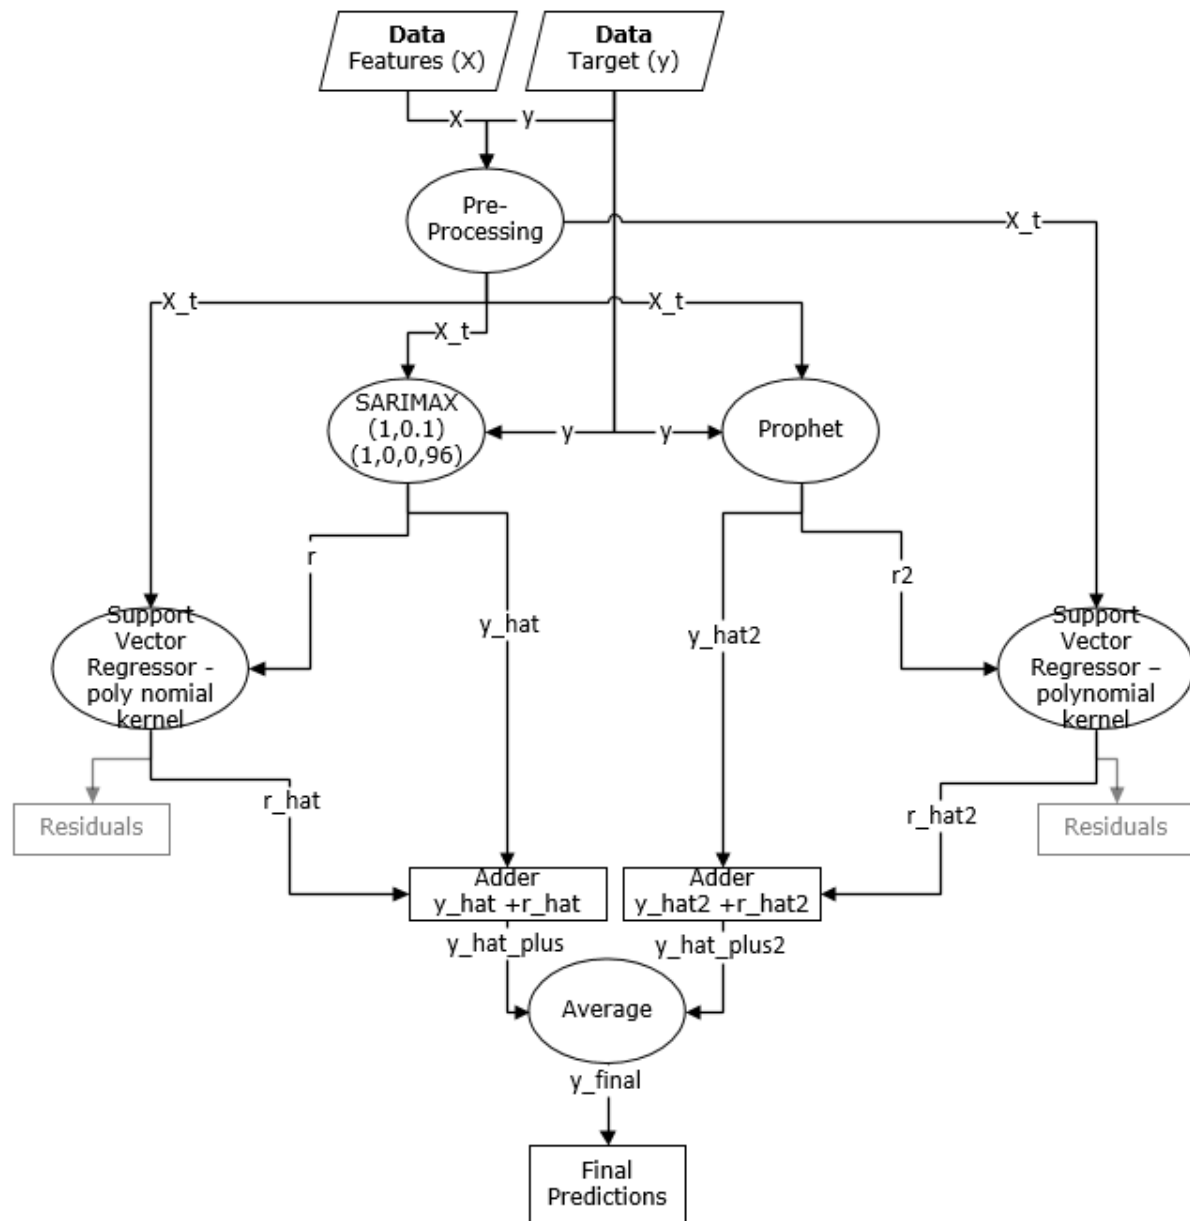 Data
Features (X)
Data
Target (y)
X
y
Pre-
Processing
X_t
X_t
X_t
X_t
SARIMAX
(1,0.1)
(1,0,0,96)
y
y
Prophet
r
r2
y_hat
y_hat2
Support
Vector
Regressor -
poly nomial
kernel
Support
Vector
Regressor –
polynomial
kernel
Residuals
r_hat
r_hat2
Residuals
Adder
y_hat +r_hat
Adder
y_hat2 +r_hat2
y_hat_plus
y_hat_plus2
Average
y_final
Final
Predictions